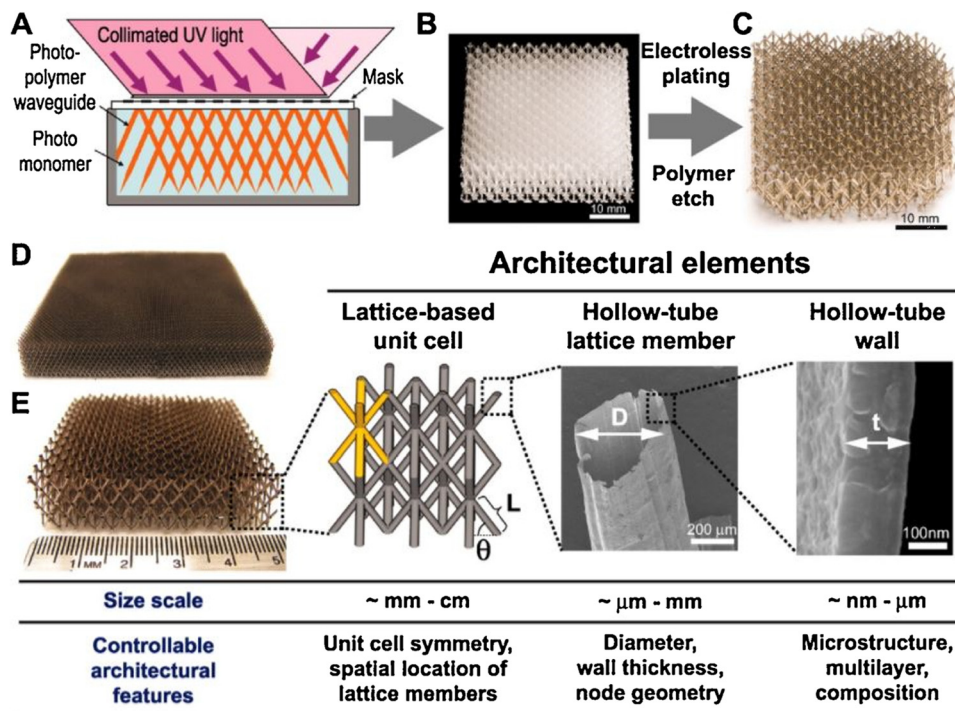 A
Collimated UV light
Photo-
polymer
waveguide
Photo
monomer
Mask
B
10 mm
Electroless
plating
Polymer
etch
C
10 mm
D
E
1 MM 2 3 4 5
Architectural elements
Lattice-based
unit cell
L
θ
Hollow-tube
lattice member
D
200 μm
Hollow-tube
wall
t
100nm
Size scale
~ mm - cm
~ μm - mm
~ nm - μm
Controllable
architectural
features
Unit cell symmetry,
spatial location of
lattice members
Diameter,
wall thickness,
node geometry
Microstructure,
multilayer,
composition